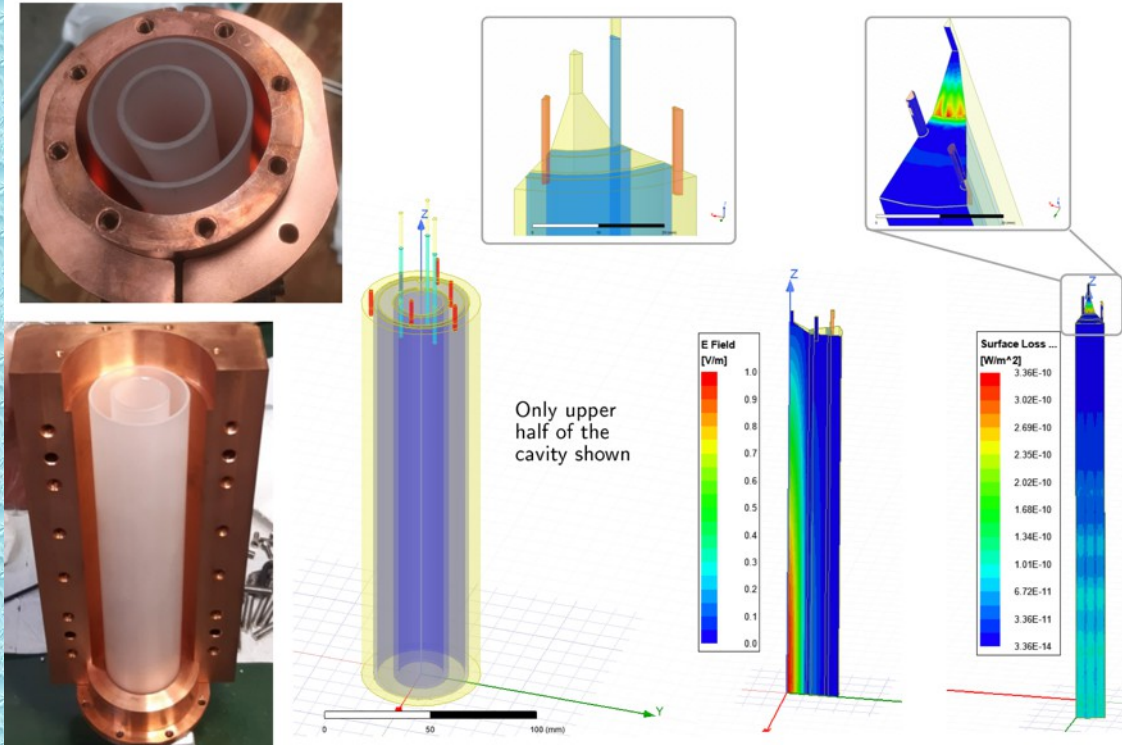 Z
Only upper
half of the
cavity shown
Y
0
50
100 (mm)
E Field
[V/m]
1.0
0.9
0.8
0.7
0.6
0.5
0.4
0.3
0.2
0.1
0.0
Z
Surface Loss ...
[W/m^2]
3.36E-10
3.02E-10
2.69E-10
2.35E-10
2.02E-10
1.68E-10
1.34E-10
1.01E-10
6.72E-11
3.36E-11
3.36E-14
Z